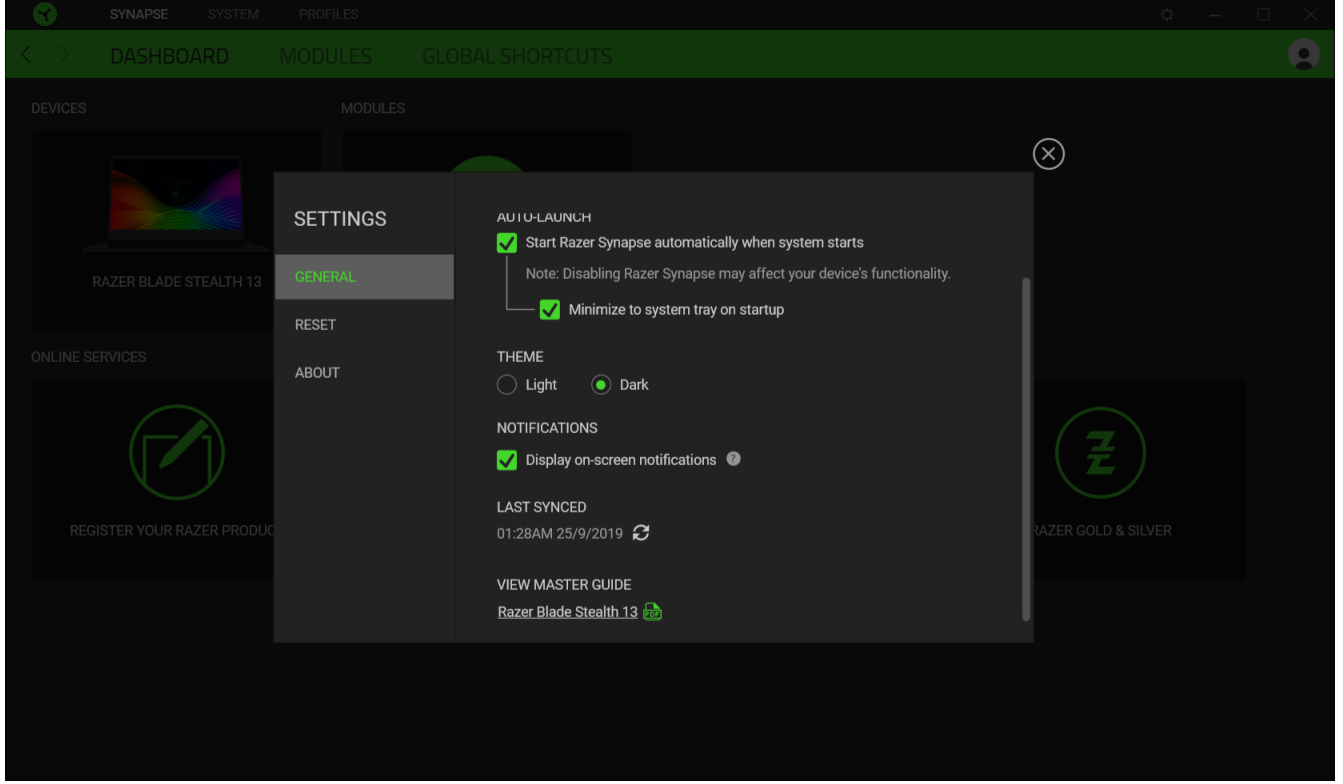 SYNAPSE SYSTEM PROFILES
DASHBOARD MODULES GLOBAL SHORTCUTS
DEVICES MODULES
RAZER BLADE STEALTH 13
ONLINE SERVICES
REGISTER YOUR RAZER PRODUC
RAZER GOLD & SILVER
SETTINGS
GENERAL
RESET
ABOUT
AUTO-LAUNCH
Start Razer Synapse automatically when system starts
Note: Disabling Razer Synapse may affect your device's functionality.
Minimize to system tray on startup
THEME
Light Dark
NOTIFICATIONS
Display on-screen notifications ?
LAST SYNCED
01:28AM 25/9/2019
VIEW MASTER GUIDE
Razer Blade Stealth 13 PDF